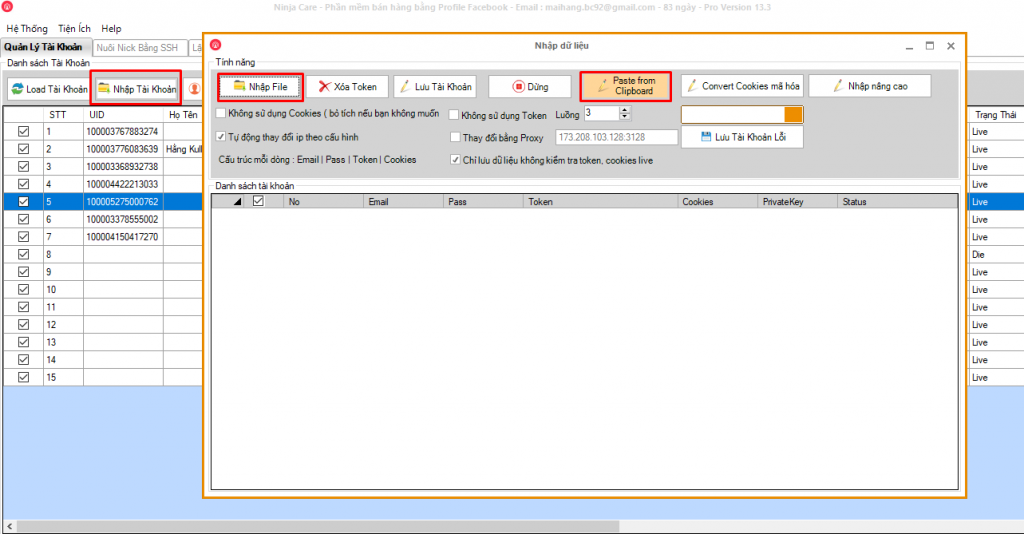 Ninja Care - Phần mềm bán hàng bằng Profile Facebook - Email : maihang.bc92@gmail.com - 83 ngày - Pro Version 13.3
Hệ Thống Tiện Ích Help
Quản Lý Tài Khoản Nuôi Nick Bằng SSH
Danh sách Tài Khoản
Load Tài Khoản Nhập Tài Khoản
STT UID Họ Tên Trạng Thái
1 100003767883274 Live
2 100003776083639 Hằng Live
3 100003368932738 Live
4 100004422213033 Live
5 100005275000762 Live
6 100003378555002 Live
7 100004150417270 Live
8 Die
9 Live
10 Live
11 Live
12 Live
13 Live
14 Live
15 Live
Nhập dữ liệu
Tính năng
Nhập File Xóa Token Lưu Tài Khoản Dừng Paste from Clipboard Convert Cookies mã hóa Nhập nâng cao
Không sử dụng Cookies ( bỏ tích nếu bạn không muốn Không sử dụng Token Luồng 3
Tự động thay đổi ip theo cấu hình Thay đổi bằng Proxy 173.208.103.128:3128 Lưu Tài Khoản Lỗi
Cấu trúc mỗi dòng : Email | Pass | Token | Cookies Chỉ lưu dữ liệu không kiểm tra token, cookies live
Danh sách tài khoản
No Email Pass Token Cookies PrivateKey Status